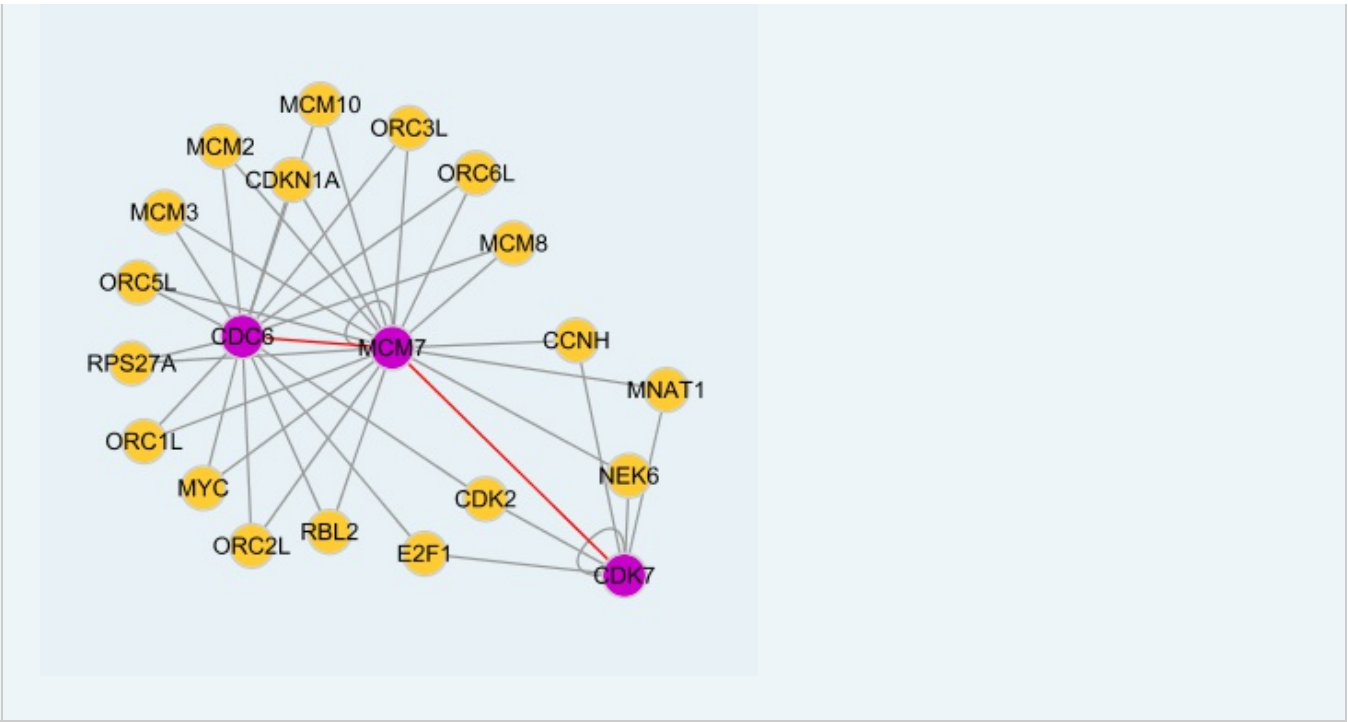 MCM10
ORC3L
MCM2
CDKN1A
ORC6L
MCM3
MCM8
ORC5L
CDC6
MCM7
CCNH
RPS27A
MNAT1
ORC1L
NEK6
MYC
CDK2
RBL2
ORC2L
E2F1
CDK7